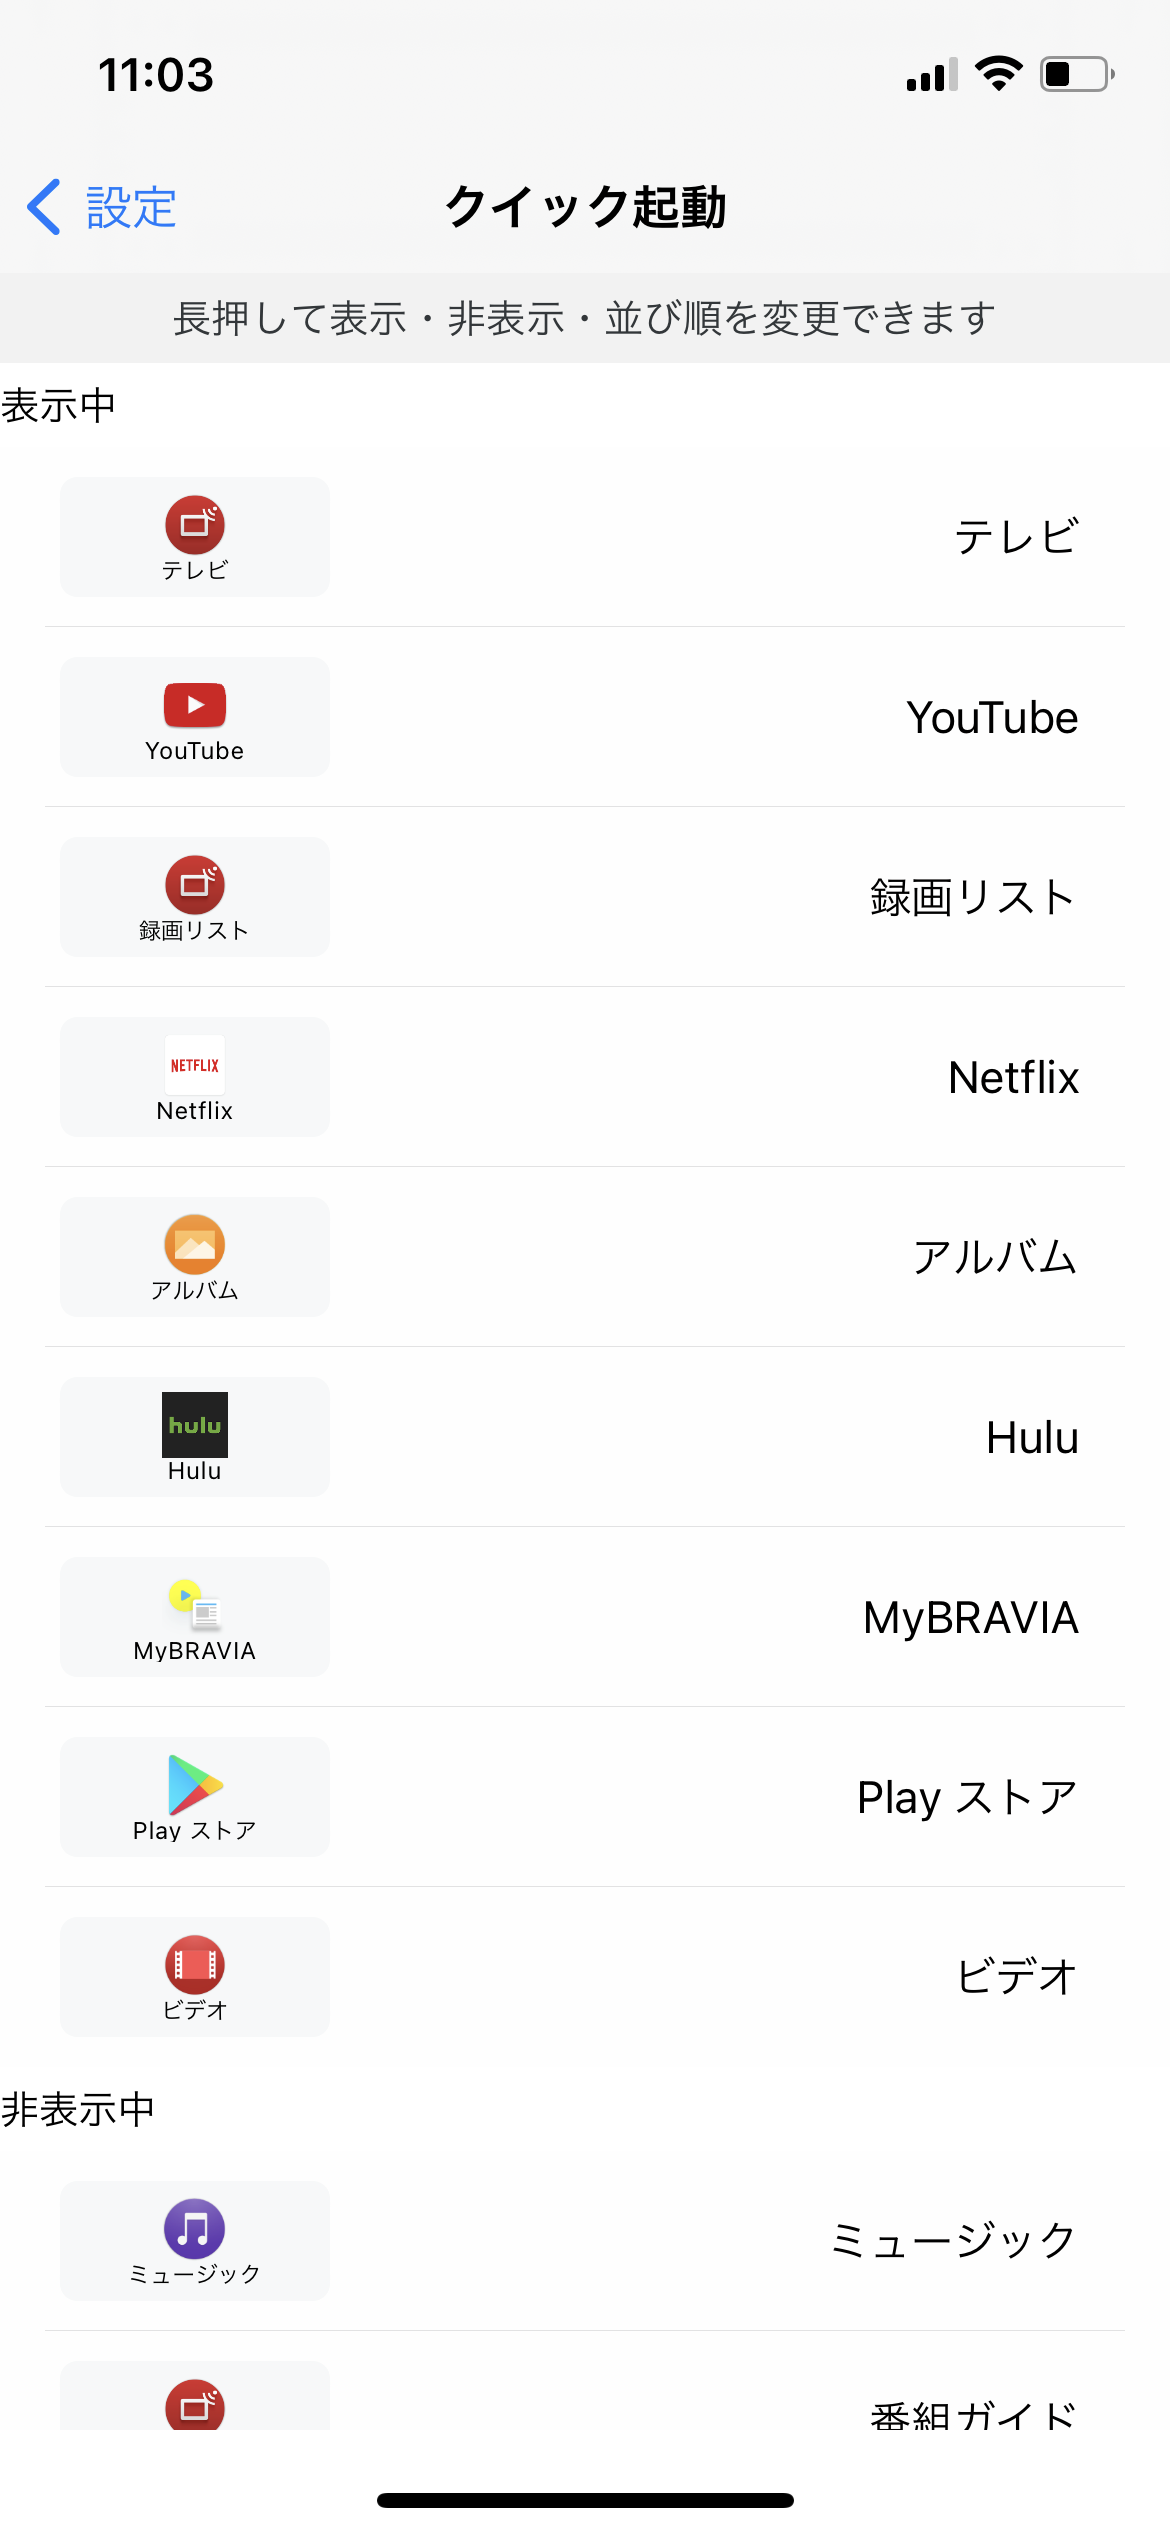 11:03
設定
クイック起動
長押して表示・非表示・並び順を変更できます
表示中
テレビ
テレビ
YouTube
YouTube
録画リスト
録画リスト
NETFLIX
Netflix
Netflix
アルバム
アルバム
hulu
Hulu
Hulu
MyBRAVIA
MyBRAVIA
Play ストア
Play ストア
ビデオ
ビデオ
非表示中
ミュージック
ミュージック
番組ガイド